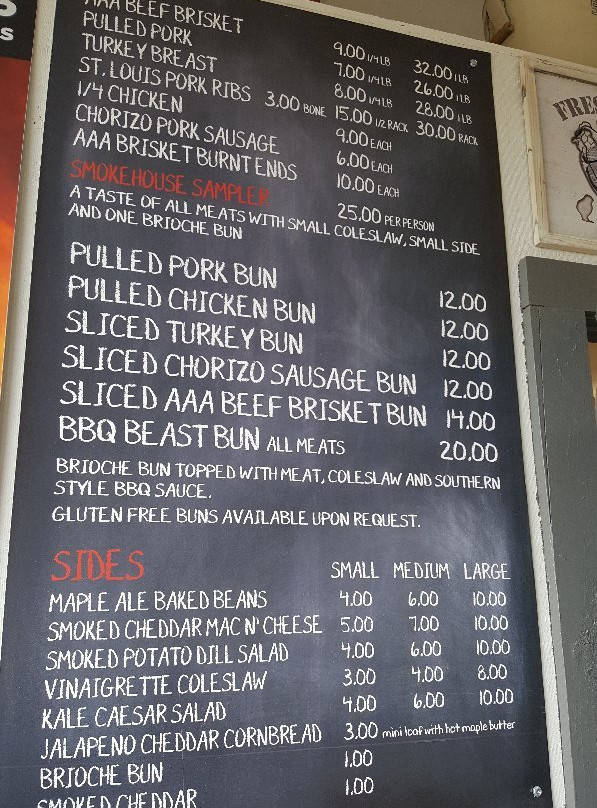 AAA BEEF BRISKET 9.00 1/4 LB 32.00 1 LB
PULLED PORK 7.00 1/4 LB 26.00 1 LB
TURKEY BREAST 8.00 1/4 LB 28.00 1 LB
ST. LOUIS PORK RIBS 3.00 BONE 15.00 1/2 RACK 30.00 RACK
1/4 CHICKEN 9.00 EACH
CHORIZO PORK SAUSAGE 6.00 EACH
AAA BRISKET BURNT ENDS 10.00 EACH
SMOKEHOUSE SAMPLER 25.00 PER PERSON
A TASTE OF ALL MEATS WITH SMALL COLESLAW, SMALL SIDE
AND ONE BRIOCHE BUN
PULLED PORK BUN 12.00
PULLED CHICKEN BUN 12.00
SLICED TURKEY BUN 12.00
SLICED CHORIZO SAUSAGE BUN 12.00
SLICED AAA BEEF BRISKET BUN 14.00
BBQ BEAST BUN ALL MEATS 20.00
BRIOCHE BUN TOPPED WITH MEAT, COLESLAW AND SOUTHERN
STYLE BBQ SAUCE.
GLUTEN FREE BUNS AVAILABLE UPON REQUEST.
SIDES SMALL MEDIUM LARGE
MAPLE ALE BAKED BEANS 4.00 6.00 10.00
SMOKED CHEDDAR MAC N' CHEESE 5.00 7.00 10.00
SMOKED POTATO DILL SALAD 4.00 6.00 10.00
VINAIGRETTE COLESLAW 3.00 4.00 8.00
KALE CAESAR SALAD 4.00 6.00 10.00
JALAPENO CHEDDAR CORNBREAD 3.00 mini loaf with hot maple butter
BRIOCHE BUN 1.00
SMOKED CHEDDAR 1.00
FRES